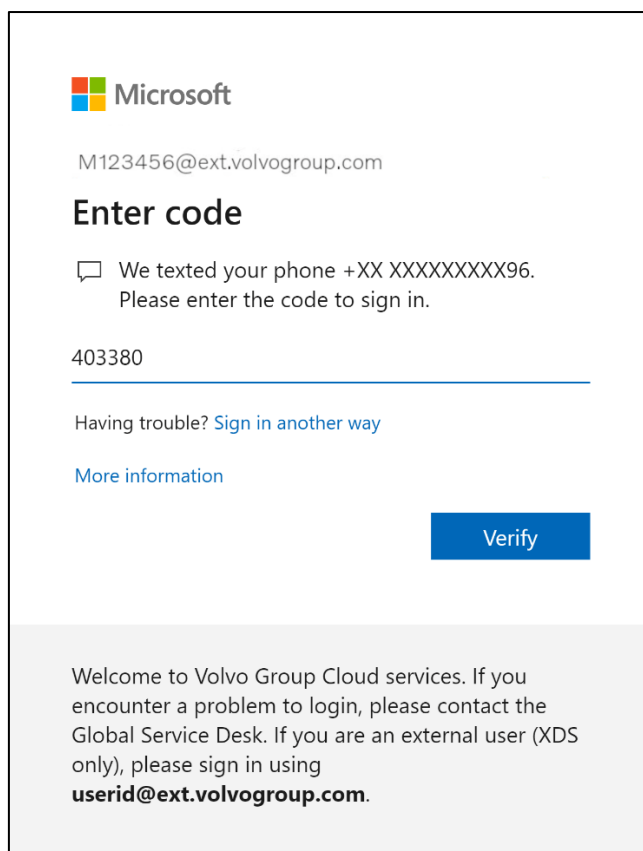 Microsoft
M123456@ext.volvogroup.com
Enter code
We texted your phone +XX XXXXXXXXX96.
Please enter the code to sign in.
403380
Having trouble? Sign in another way
More information
Verify
Welcome to Volvo Group Cloud services. If you
encounter a problem to login, please contact the
Global Service Desk. If you are an external user (XDS
only), please sign in using
userid@ext.volvogroup.com.